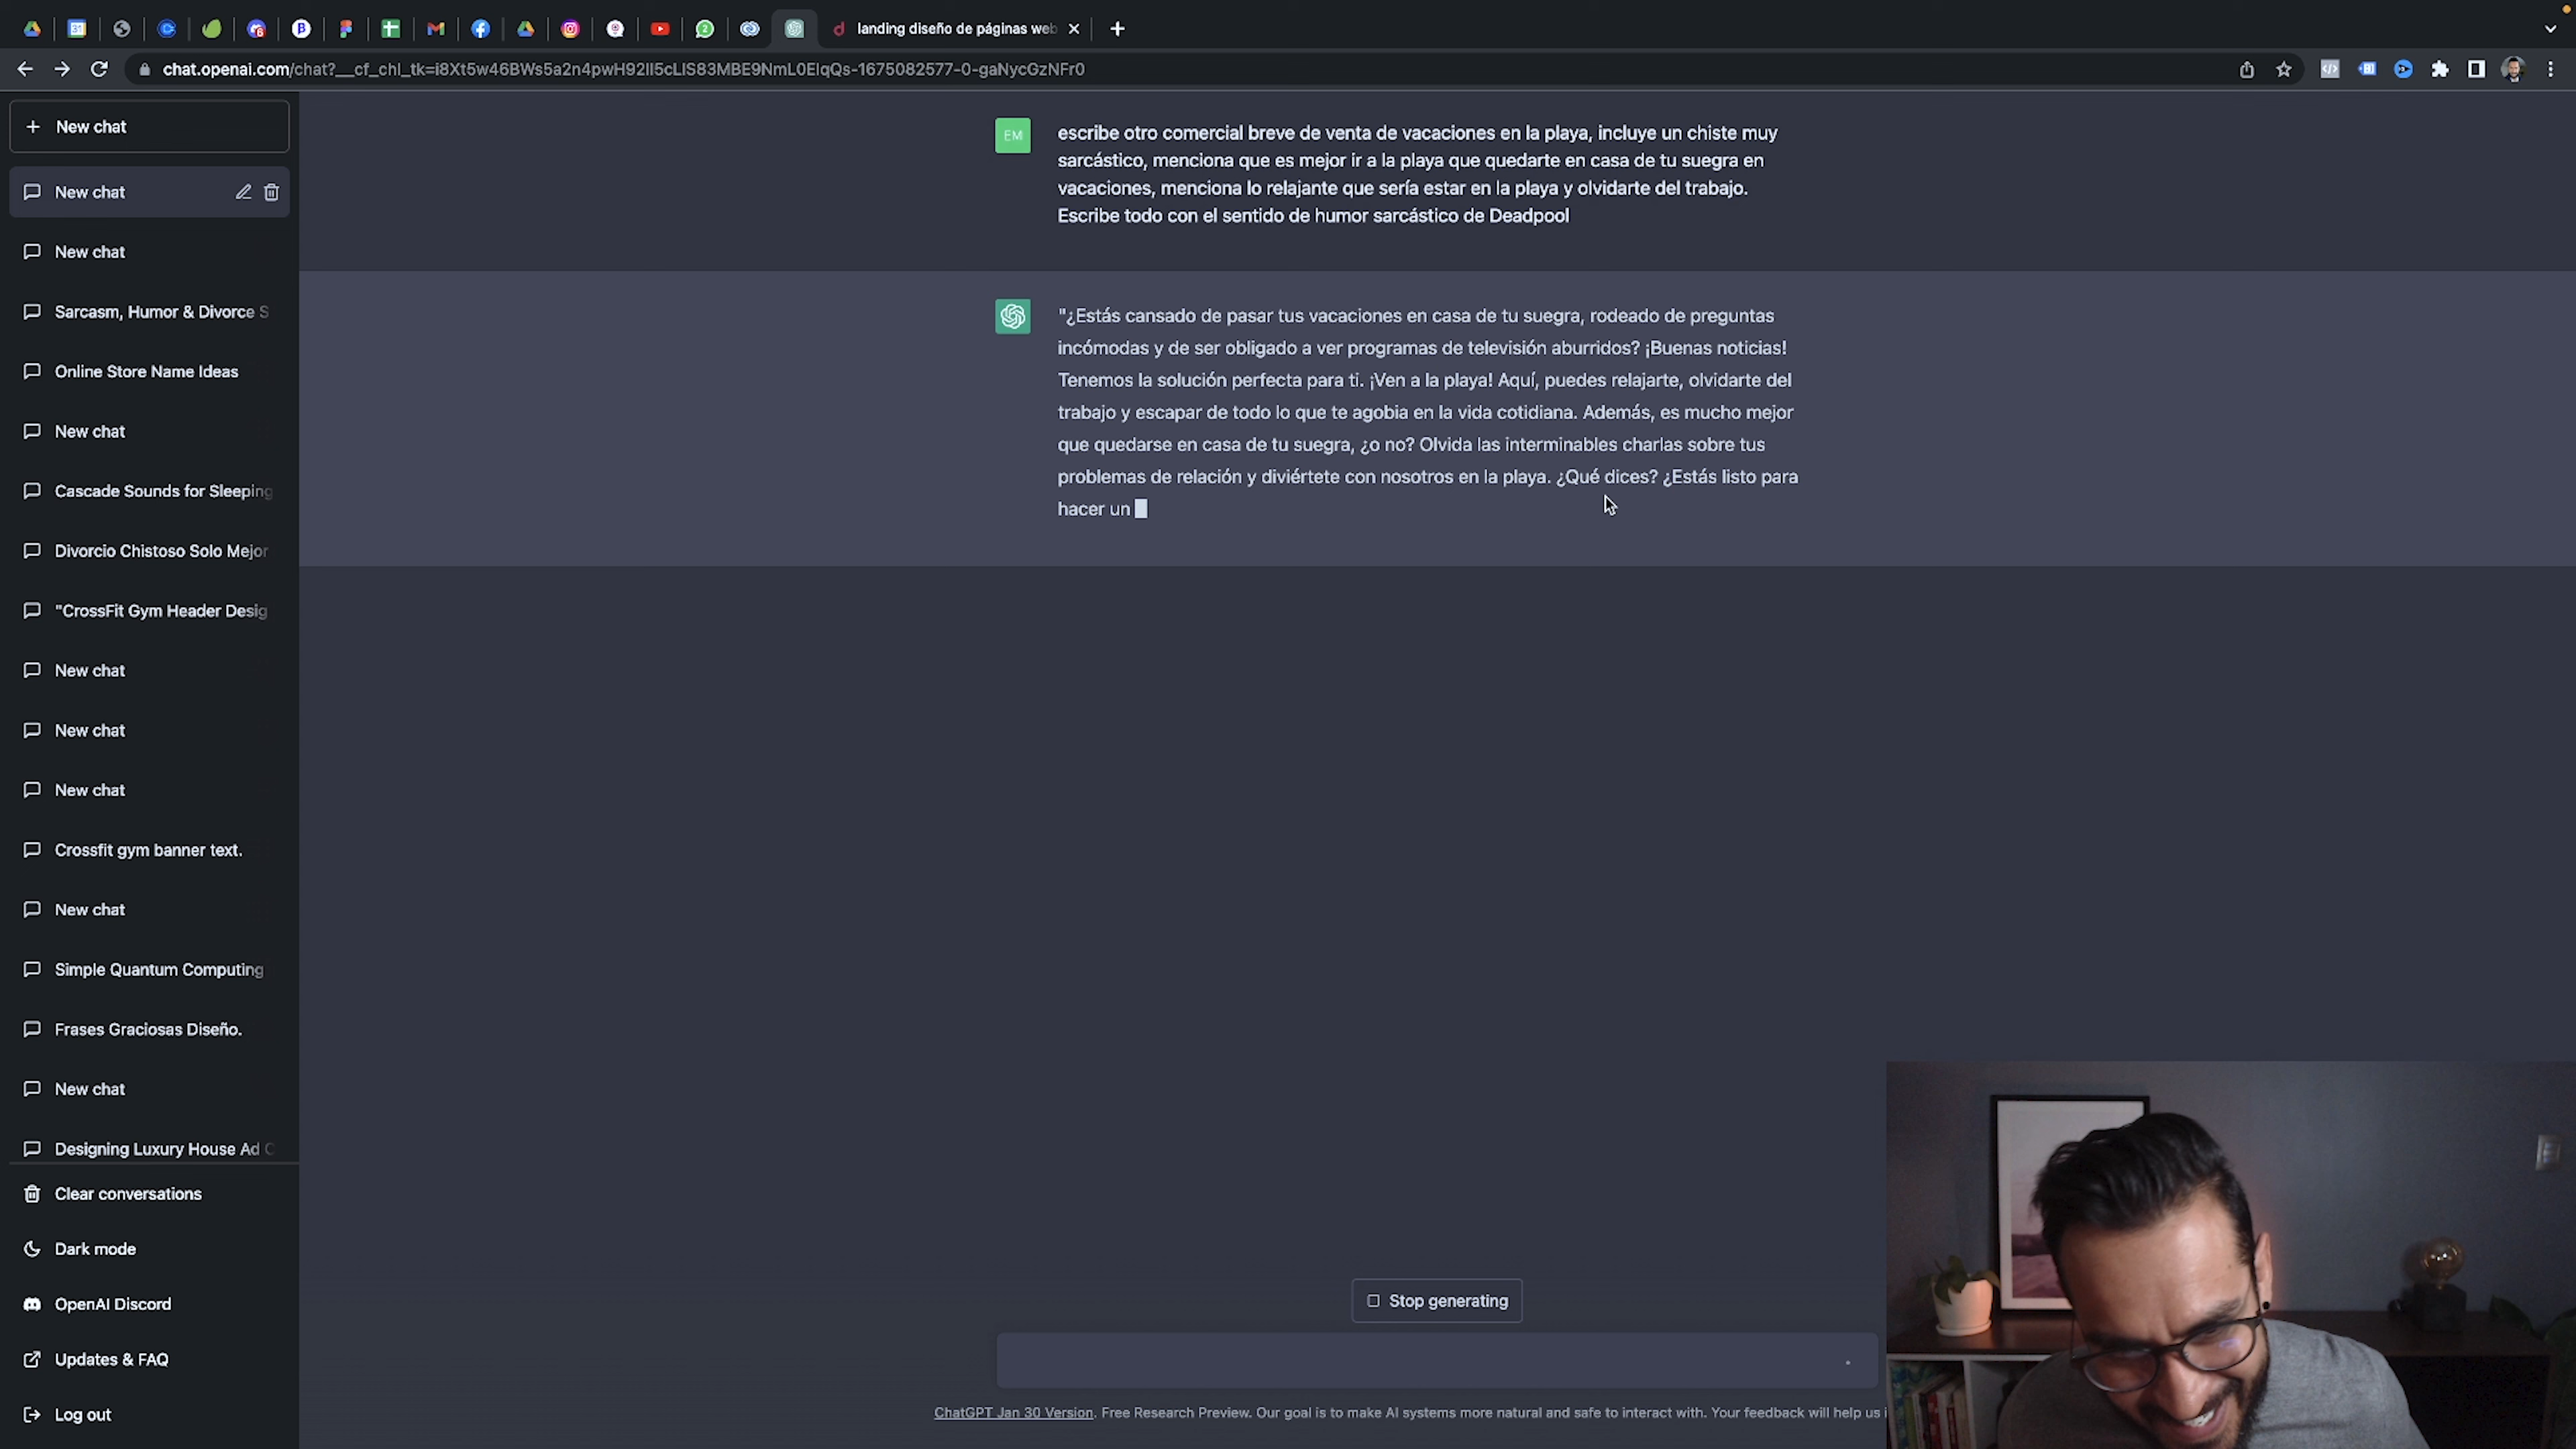 landing diseño de páginas web
chat.openai.com/chat?__cf_chl_tk=i8Xt5w46BWs5a2n4pwH92Il5cLIS83MBE9NmL0ElqQs-1675082577-0-gaNycGzNFr0
New chat
New chat
New chat
Sarcasm, Humor & Divorce S
Online Store Name Ideas
New chat
Cascade Sounds for Sleeping
Divorcio Chistoso Solo Mejor
"CrossFit Gym Header Desig
New chat
New chat
New chat
Crossfit gym banner text.
New chat
Simple Quantum Computing
Frases Graciosas Diseño.
New chat
Designing Luxury House Ad C
Clear conversations
Dark mode
OpenAI Discord
Updates & FAQ
Log out
EM
escribe otro comercial breve de venta de vacaciones en la playa, incluye un chiste muy
sarcástico, menciona que es mejor ir a la playa que quedarte en casa de tu suegra en
vacaciones, menciona lo relajante que sería estar en la playa y olvidarte del trabajo.
Escribe todo con el sentido de humor sarcástico de Deadpool
"¿Estás cansado de pasar tus vacaciones en casa de tu suegra, rodeado de preguntas
incómodas y de ser obligado a ver programas de televisión aburridos? ¡Buenas noticias!
Tenemos la solución perfecta para ti. ¡Ven a la playa! Aquí, puedes relajarte, olvidarte del
trabajo y escapar de todo lo que te agobia en la vida cotidiana. Además, es mucho mejor
que quedarse en casa de tu suegra, ¿o no? Olvida las interminables charlas sobre tus
problemas de relación y diviértete con nosotros en la playa. ¿Qué dices? ¿Estás listo para
hacer un
Stop generating
ChatGPT Jan 30 Version. Free Research Preview. Our goal is to make AI systems more natural and safe to interact with. Your feedback will help us i